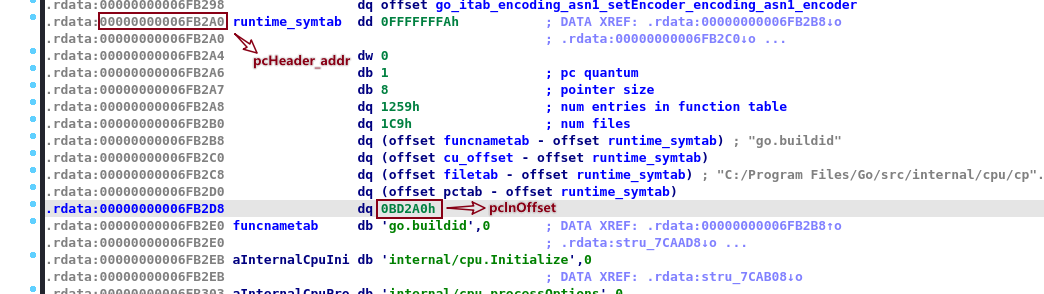 .rdata:00000000006FB298 dq offset go_itab_encoding_asn1_setEncoder_encoding_asn1_encoder
.rdata:00000000006FB2A0 runtime_symtab dd 0FFFFFFFAh ; DATA XREF: .rdata:00000000006FB2B8↓o
.rdata:00000000006FB2A0 ; .rdata:00000000006FB2C0↓o ...
.rdata:00000000006FB2A4 dw 0
pcHeader_addr
.rdata:00000000006FB2A6 db 1 ; pc quantum
.rdata:00000000006FB2A7 db 8 ; pointer size
.rdata:00000000006FB2A8 dq 1259h ; num entries in function table
.rdata:00000000006FB2B0 dq 1C9h ; num files
.rdata:00000000006FB2B8 dq (offset funcnametab - offset runtime_symtab) ; "go.buildid"
.rdata:00000000006FB2C0 dq (offset cu_offset - offset runtime_symtab)
.rdata:00000000006FB2C8 dq (offset filetab - offset runtime_symtab) ; "C:/Program Files/Go/src/internal/cpu/cp"...
.rdata:00000000006FB2D0 dq (offset pctab - offset runtime_symtab)
.rdata:00000000006FB2D8 dq 0BD2A0h pclnOffset
.rdata:00000000006FB2E0 funcnametab db 'go.buildid',0 ; DATA XREF: .rdata:00000000006FB2B8↑o
.rdata:00000000006FB2E0 ; .rdata:stru_7CAAD8↓o ...
.rdata:00000000006FB2EB aInternalCpuIni db 'internal/cpu.Initialize',0
.rdata:00000000006FB2EB ; DATA XREF: .rdata:stru_7CAB08↓o
.rdata:00000000006FB303 aInternalCpuPro db 'internal/cpu.processOptions',0